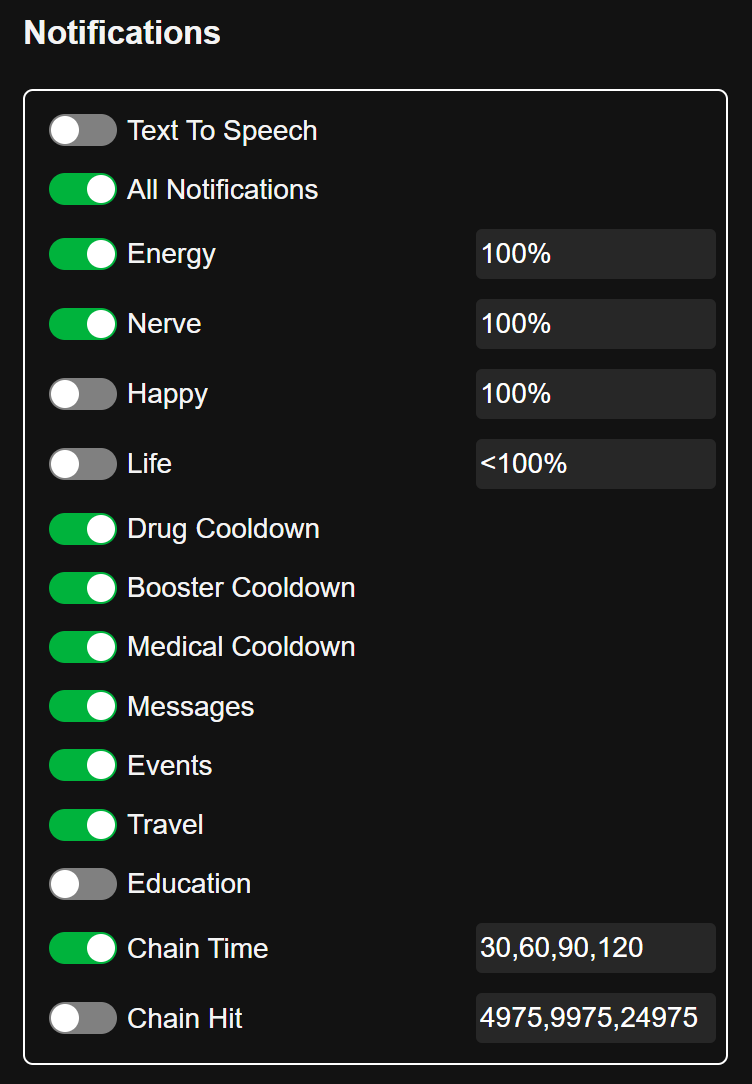 Notifications
Text To Speech
All Notifications
Energy 100%
Nerve 100%
Happy 100%
Life <100%
Drug Cooldown
Booster Cooldown
Medical Cooldown
Messages
Events
Travel
Education
Chain Time 30,60,90,120
Chain Hit 4975,9975,24975